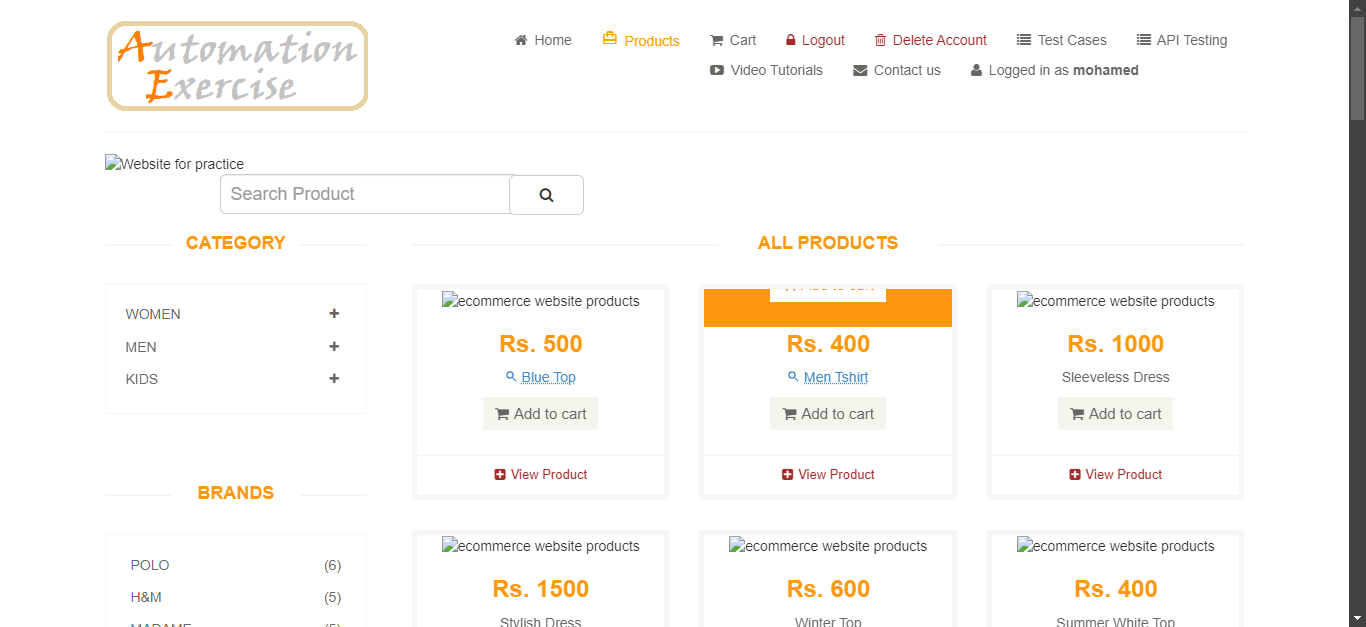 Automation
Exercise
Home Products Cart Logout Delete Account Test Cases API Testing
Video Tutorials Contact us Logged in as mohamed
Website for practice
Search Product
CATEGORY
WOMEN
MEN
KIDS
BRANDS
POLO (6)
H&M (5)
MADAME (5)
ALL PRODUCTS
ecommerce website products
Rs. 500
Blue Top
Add to cart
View Product
Add to cart
Rs. 400
Men Tshirt
Add to cart
View Product
ecommerce website products
Rs. 1000
Sleeveless Dress
Add to cart
View Product
ecommerce website products
Rs. 1500
Stylish Dress
ecommerce website products
Rs. 600
Winter Top
ecommerce website products
Rs. 400
Summer White Top